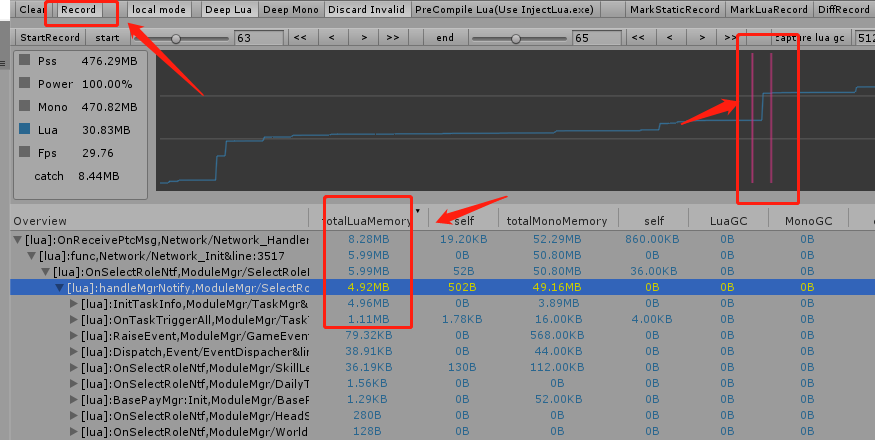 Clear Record local mode Deep Lua Deep Mono Discard Invalid PreCompile Lua(Use InjectLua.exe) MarkStaticRecord MarkLuaRecord DiffRecord
StartRecord start 63 << < > >> end 65 << < > >> capture lua gc 512
Pss 476.29MB
Power 100.00%
Mono 470.82MB
Lua 30.83MB
Fps 29.76
catch 8.44MB
Overview totalLuaMemory self totalMonoMemory self LuaGC MonoGC
[lua]:OnReceivePtcMsg,Network/Network_Handler 8.28MB 19.20KB 52.29MB 860.00KB 0B 0B
[lua]:func,Network/Network_Init&line:3517 5.99MB 0B 50.80MB 0B 0B 0B
[lua]:OnSelectRoleNtf,ModuleMgr/SelectRole 5.99MB 52B 50.80MB 36.00KB 0B 0B
[lua]:handleMgrNotify,ModuleMgr/SelectRo 4.92MB 502B 49.16MB 0B 0B 0B
[lua]:InitTaskInfo,ModuleMgr/TaskMgr& 4.96MB 0B 3.89MB 0B 0B 0B
[lua]:OnTaskTriggerAll,ModuleMgr/Task 1.11MB 1.78KB 16.00KB 4.00KB 0B 0B
[lua]:RaiseEvent,ModuleMgr/GameEvent 79.32KB 0B 568.00KB 0B 0B 0B
[lua]:Dispatch,Event/EventDispacher&lin 38.91KB 0B 44.00KB 0B 0B 0B
[lua]:OnSelectRoleNtf,ModuleMgr/SkillLe 36.19KB 130B 112.00KB 0B 0B 0B
[lua]:OnSelectRoleNtf,ModuleMgr/DailyT 1.56KB 0B 0B 0B 0B 0B
[lua]:BasePayMgr:Init,ModuleMgr/BaseP 1.29KB 0B 52.00KB 0B 0B 0B
[lua]:OnSelectRoleNtf,ModuleMgr/HeadS 280B 0B 0B 0B 0B 0B
[lua]:OnSelectRoleNtf,ModuleMgr/World 128B 0B 0B 0B 0B 0B